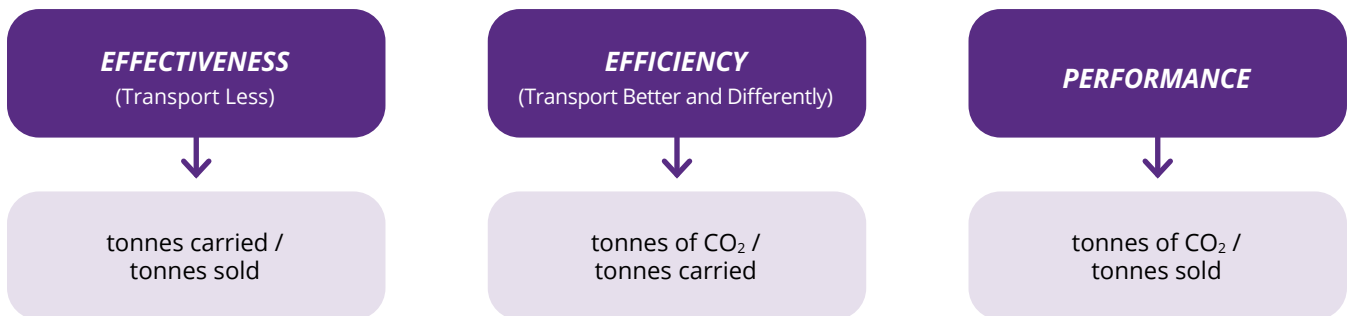 EFFECTIVENESS
(Transport Less)
tonnes carried /
tonnes sold
EFFICIENCY
(Transport Better and Differently)
tonnes of CO₂ /
tonnes carried
PERFORMANCE
tonnes of CO₂ /
tonnes sold